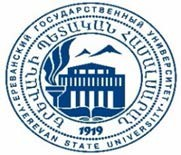 ЕРЕВАНСКИЙ ГОСУДАРСТВЕННЫЙ УНИВЕРСИТЕТ
ԵՐԵՎԱՆԻ ՊԵՏԱԿԱՆ ՀԱՄԱԼՍԱՐԱՆ
1919
YEREVAN STATE UNIVERSITY